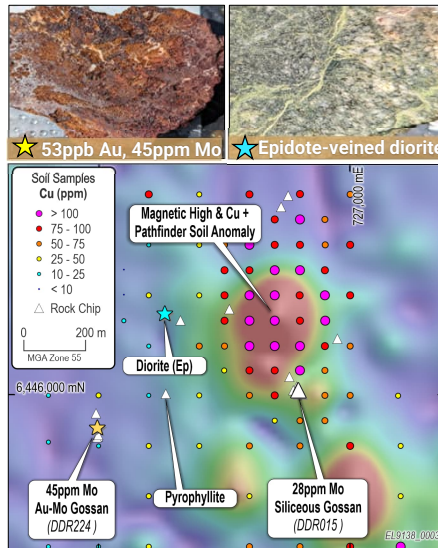 53ppb Au, 45ppm Mo
Epidote-veined diorite
Soil Samples
Cu (ppm)
> 100
75 - 100
50 - 75
25 - 50
10 - 25
< 10
Rock Chip
0 200 m
MGA Zone 55
727,000 mE
Magnetic High & Cu +
Pathfinder Soil Anomaly
Diorite (Ep)
6,446,000 mN
45ppm Mo
Au-Mo Gossan
(DDR224)
Pyrophyllite
28ppm Mo
Siliceous Gossan
(DDR015)
EL9138_0003